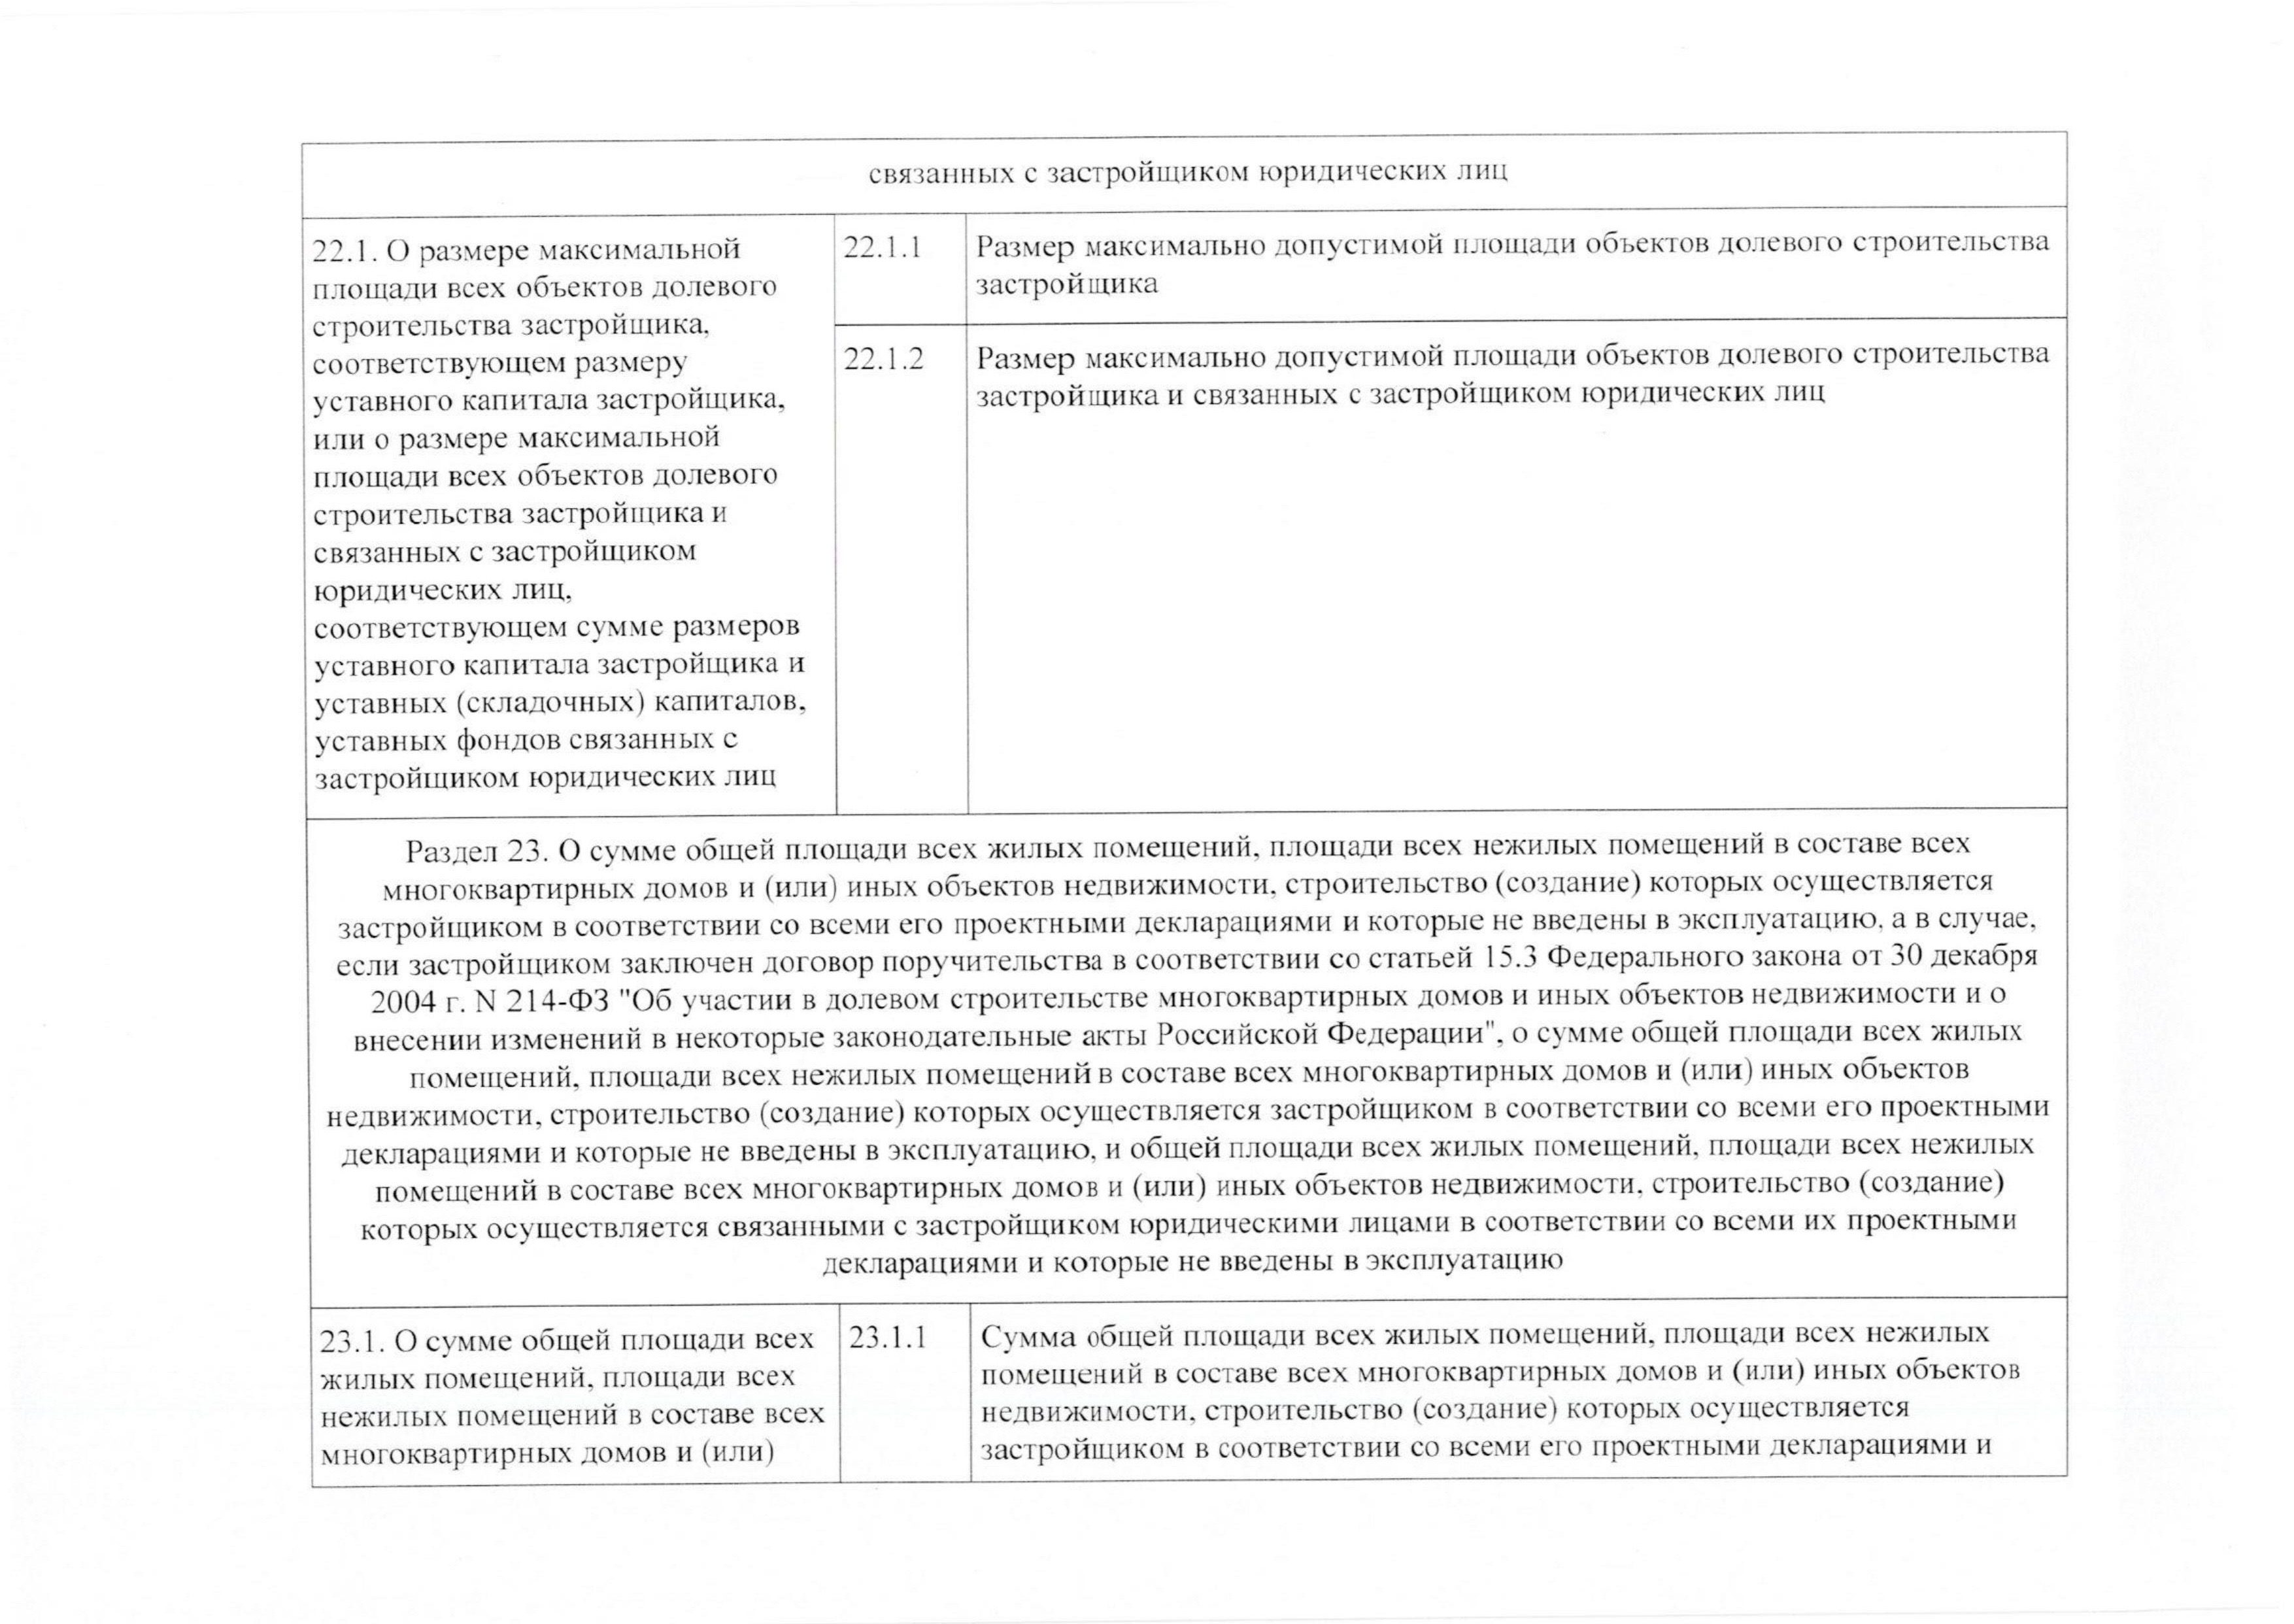 связанных с застройщиком юридических лиц
22.1. О размере максимальной
площади всех объектов долевого
строительства застройщика,
соответствующем размеру
уставного капитала застройщика,
или о размере максимальной
площади всех объектов долевого
строительства застройщика и
связанных с застройщиком
юридических лиц,
соответствующем сумме размеров
уставного капитала застройщика и
уставных (складочных) капиталов,
уставных фондов связанных с
застройщиком юридических лиц
22.1.1
Размер максимально допустимой площади объектов долевого строительства
застройщика
22.1.2
Размер максимально допустимой площади объектов долевого строительства
застройщика и связанных с застройщиком юридических лиц
Раздел 23. О сумме общей площади всех жилых помещений, площади всех нежилых помещений в составе всех
многоквартирных домов и (или) иных объектов недвижимости, строительство (создание) которых осуществляется
застройщиком в соответствии со всеми его проектными декларациями и которые не введены в эксплуатацию, а в случае,
если застройщиком заключен договор поручительства в соответствии со статьей 15.3 Федерального закона от 30 декабря
2004 г. N 214-ФЗ "Об участии в долевом строительстве многоквартирных домов и иных объектов недвижимости и о
внесении изменений в некоторые законодательные акты Российской Федерации", о сумме общей площади всех жилых
помещений, площади всех нежилых помещений в составе всех многоквартирных домов и (или) иных объектов
недвижимости, строительство (создание) которых осуществляется застройщиком в соответствии со всеми его проектными
декларациями и которые не введены в эксплуатацию, и общей площади всех жилых помещений, площади всех нежилых
помещений в составе всех многоквартирных домов и (или) иных объектов недвижимости, строительство (создание)
которых осуществляется связанными с застройщиком юридическими лицами в соответствии со всеми их проектными
декларациями и которые не введены в эксплуатацию
23.1. О сумме общей площади всех
жилых помещений, площади всех
нежилых помещений в составе всех
многоквартирных домов и (или)
23.1.1
Сумма общей площади всех жилых помещений, площади всех нежилых
помещений в составе всех многоквартирных домов и (или) иных объектов
недвижимости, строительство (создание) которых осуществляется
застройщиком в соответствии со всеми его проектными декларациями и